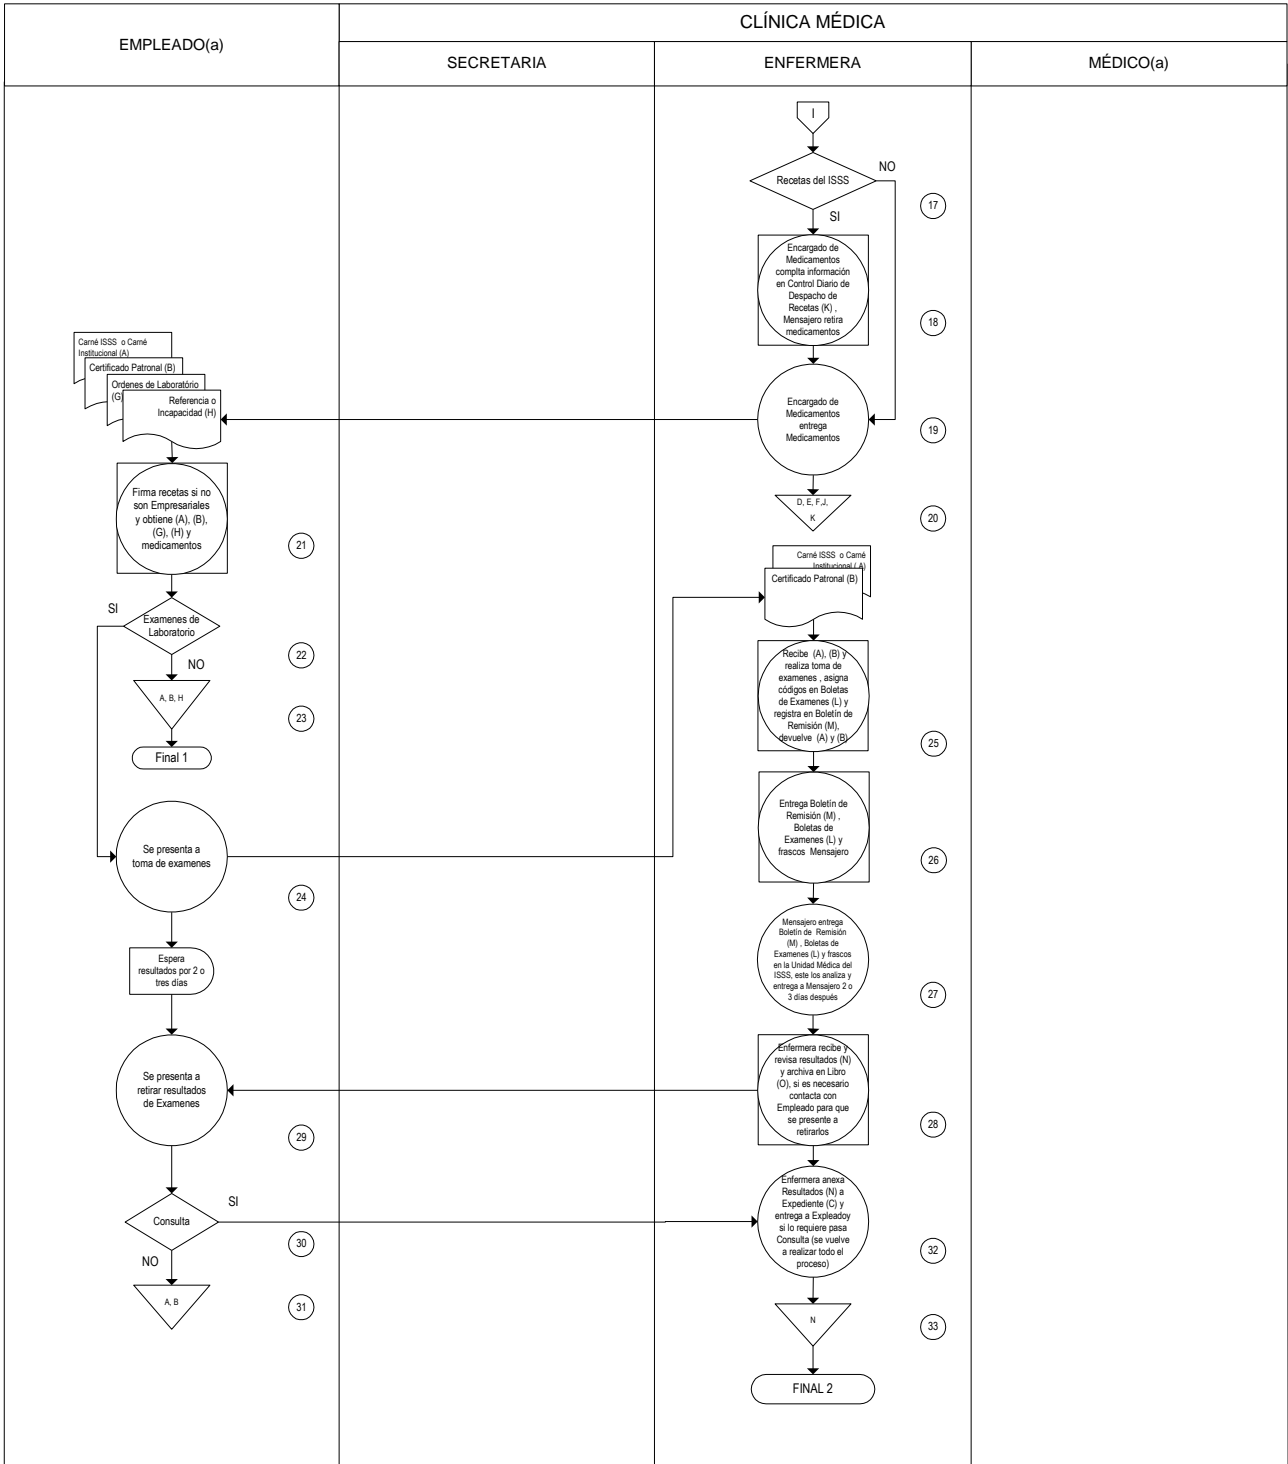 CLÍNICA MÉDICA
EMPLEADO(a)
SECRETARIA
ENFERMERA
MÉDICO(a)
I
Recetas del ISSS
NO
17
SI
Encargado de
Medicamentos
complta información
en Control Diario de
Despacho de
Recetas (K) ,
Mensajero retira
medicamentos
18
Carné ISSS  o Carné
Institucional (A)
Certificado Patronal (B)
Ordenes de Laboratório
(G)
Referencia o
Incapacidad (H)
Encargado de
Medicamentos
entrega
Medicamentos
19
Firma recetas si no
son Empresariales
y obtiene (A), (B),
(G), (H) y
medicamentos
21
D, E, F,J,
K
20
Carné ISSS  o Carné
Institucional ( A)
Certificado Patronal (B)
SI
Examenes de
Laboratorio
22
NO
A, B, H
23
Final 1
Recibe  (A), (B) y
realiza toma de
examenes , asigna
códigos en Boletas
de Examenes (L) y
registra en Boletín de
Remisión (M),
devuelve  (A) y (B)
25
Entrega Boletín de
Remisión (M) ,
Boletas de
Examenes (L) y
frascos  Mensajero
26
Se presenta a
toma de examenes
24
Mensajero entrega
Boletín de  Remisión
(M) , Boletas de
Examenes (L) y frascos
en la Unidad Médica del
ISSS, este los analiza y
entrega a Mensajero 2 o
3 días después
27
Espera
resultados por 2 o
tres días
Se presenta a
retirar resultados
de Examenes
29
Enfermera recibe y
revisa resultados (N)
y archiva en Libro
(O), si es necesario
contacta con
Empleado para que
se presente a
retirarlos
28
Consulta
SI
30
NO
A, B
31
Enfermera anexa
Resultados (N) a
Expediente (C) y
entrega a Expleadoy
si lo requiere pasa
Consulta (se vuelve
a realizar todo el
proceso)
32
N
33
FINAL 2